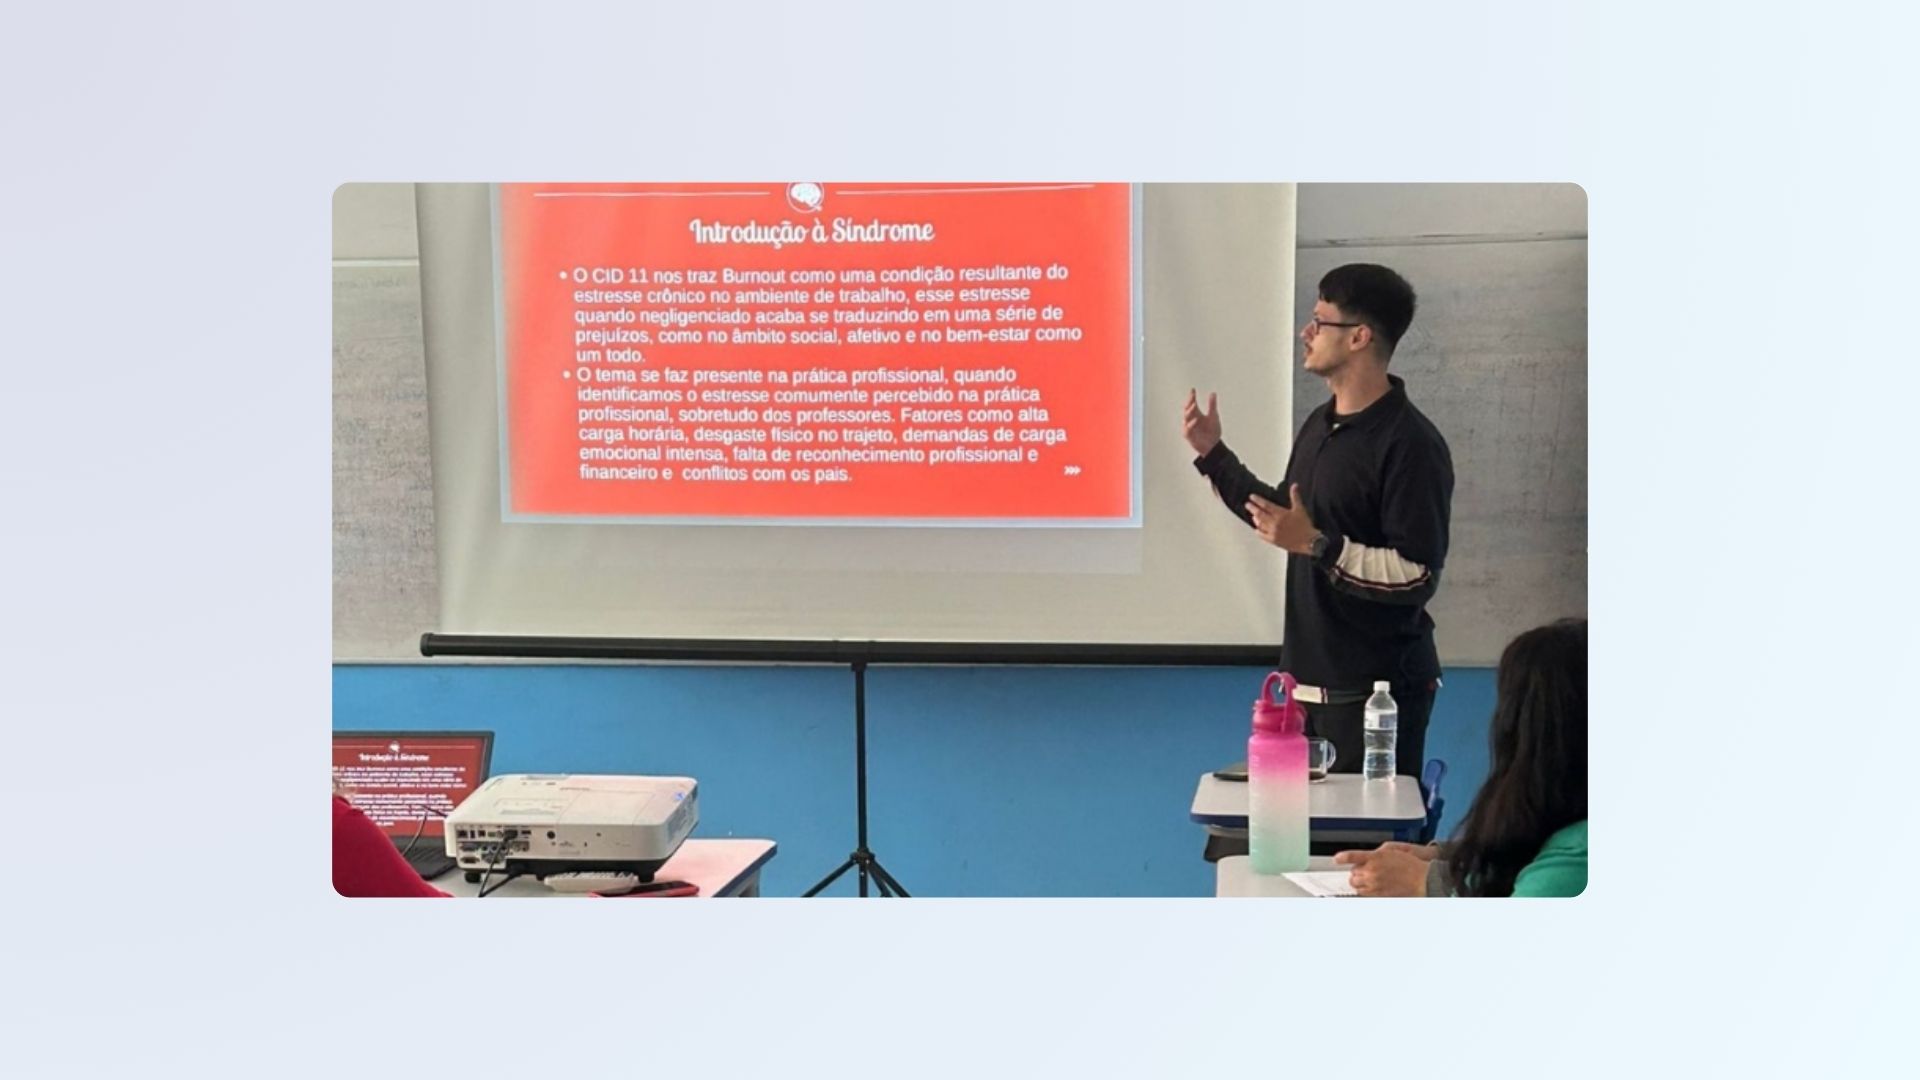 Introdução à Síndrome
• O CID 11 nos traz Burnout como uma condição resultante do
estresse crônico no ambiente de trabalho, esse estresse
quando negligenciado acaba se traduzindo em uma série de
prejuízos, como no âmbito social, afetivo e no bem-estar como
um todo.
• O tema se faz presente na prática profissional, quando
identificamos o estresse comumente percebido na prática
profissional, sobretudo dos professores. Fatores como alta
carga horária, desgaste físico no trajeto, demandas de carga
emocional intensa, falta de reconhecimento profissional e
financeiro e conflitos com os pais.
Introdução à Síndrome